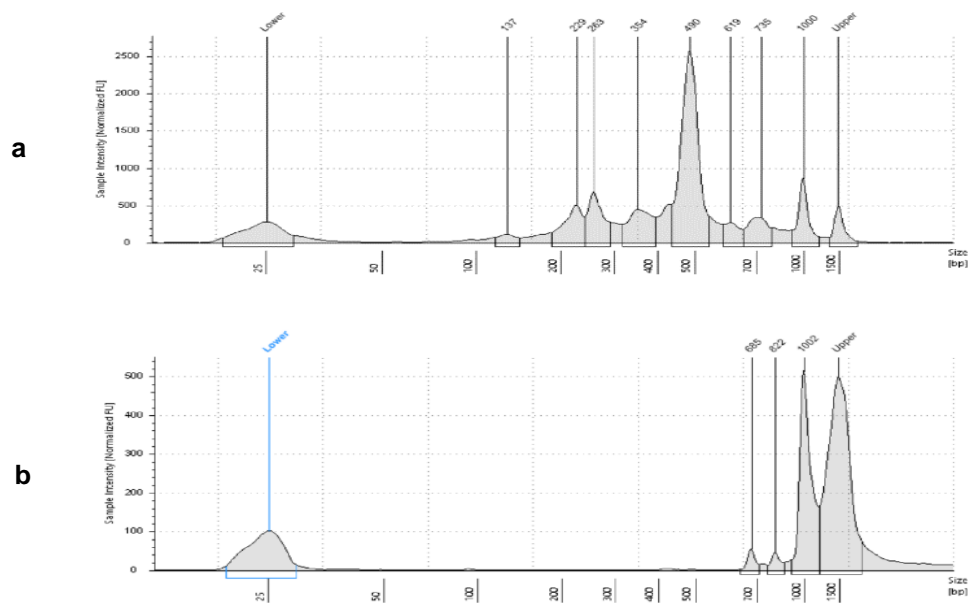 a
Sample Intensity [Normalized FU]
2500
2000
1500
1000
500
0
Lower 137 229 263 354 490 619 735 1000 Upper
25 50 100 200 300 400 500 700 1000 1500
Size
[bp]
b
Sample Intensity [Normalized FU]
500
400
300
200
100
0
Lower 685 822 1002 Upper
25 50 100 200 300 400 500 700 1000 1500
Size
[bp]